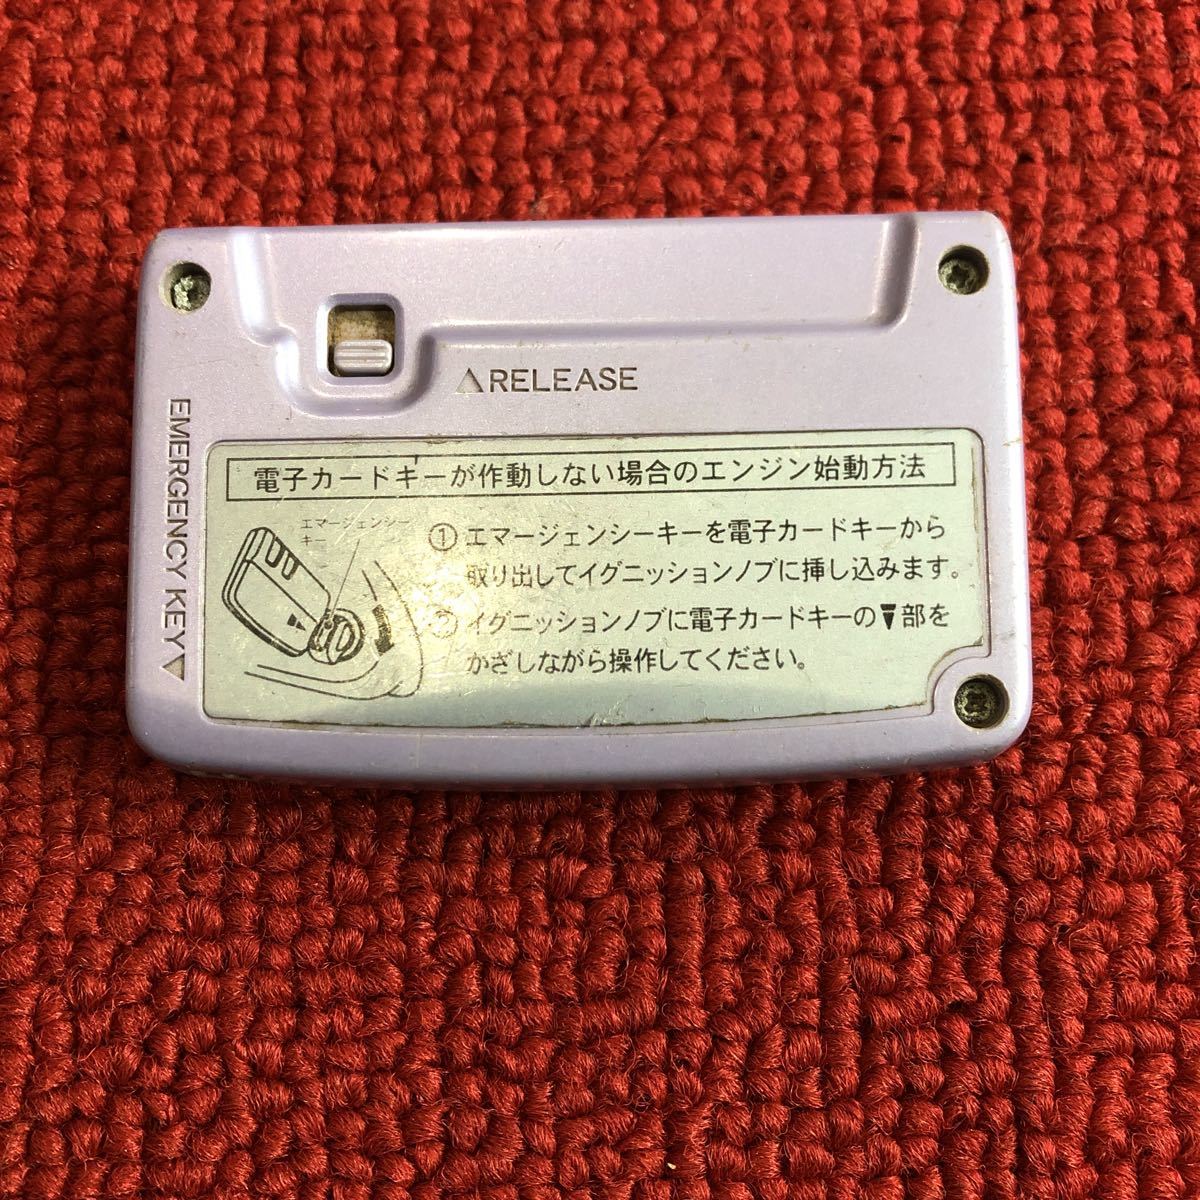 △RELEASE
EMERGENCY KEY▽
電子カードキーが作動しない場合のエンジン始動方法
エマージェンシー
キー
①エマージェンシーキーを電子カードキーから
取り出してイグニッションノブに挿し込みます。
②イグニッションノブに電子カードキーの▼部を
かざしながら操作してください。